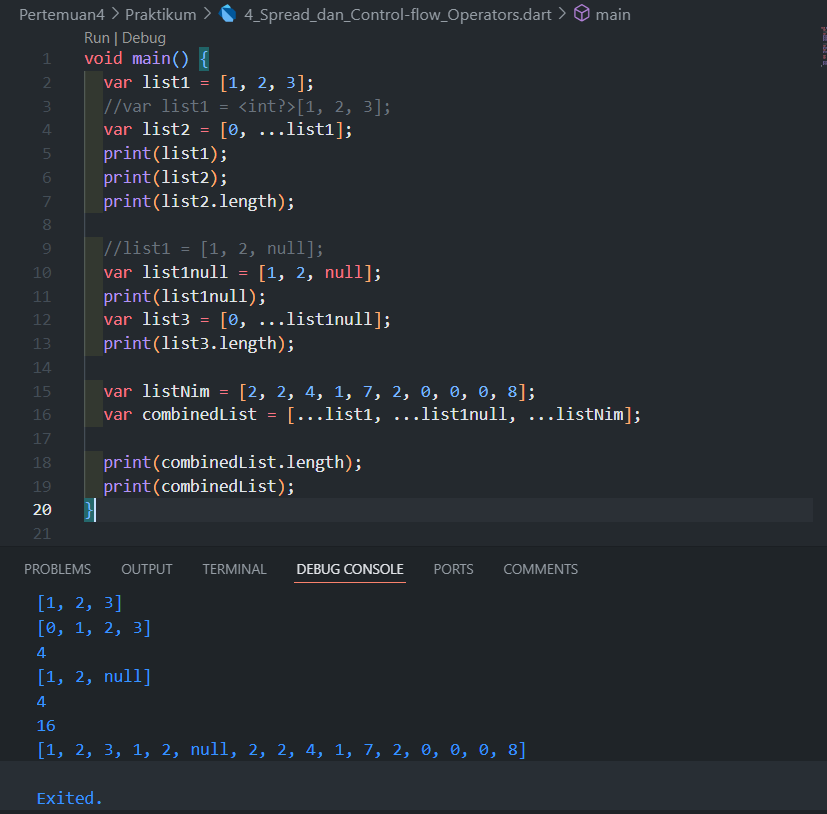 Pertemuan4 > Praktikum > 4_Spread_dan_Control-flow_Operators.dart > main
Run | Debug
1 void main() {
2 var list1 = [1, 2, 3];
3 //var list1 = <int?>[1, 2, 3];
4 var list2 = [0, ...list1];
5 print(list1);
6 print(list2);
7 print(list2.length);
8
9 //list1 = [1, 2, null];
10 var list1null = [1, 2, null];
11 print(list1null);
12 var list3 = [0, ...list1null];
13 print(list3.length);
14
15 var listNim = [2, 2, 4, 1, 7, 2, 0, 0, 0, 8];
16 var combinedList = [...list1, ...list1null, ...listNim];
17
18 print(combinedList.length);
19 print(combinedList);
20 }
21
PROBLEMS OUTPUT TERMINAL DEBUG CONSOLE PORTS COMMENTS
[1, 2, 3]
[0, 1, 2, 3]
4
[1, 2, null]
4
16
[1, 2, 3, 1, 2, null, 2, 2, 4, 1, 7, 2, 0, 0, 0, 8]
Exited.